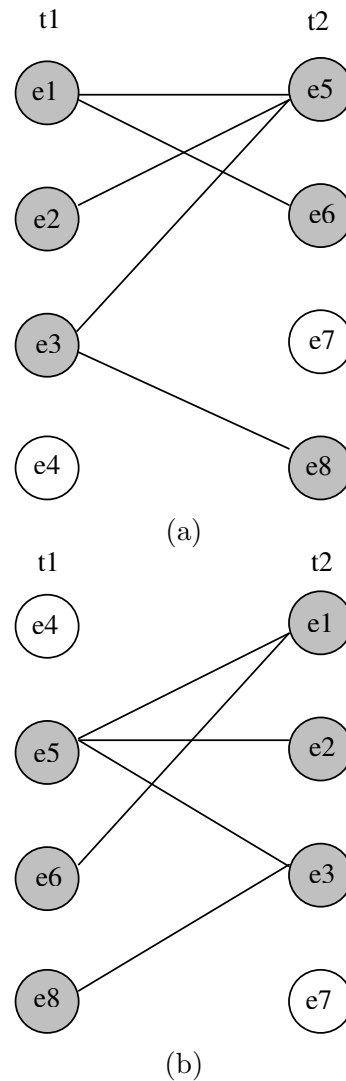 t1 t2
e1 e5
e2 e6
e3 e7
e4 e8
(a)
t1 t2
e4 e1
e5 e2
e6 e3
e8 e7
(b)